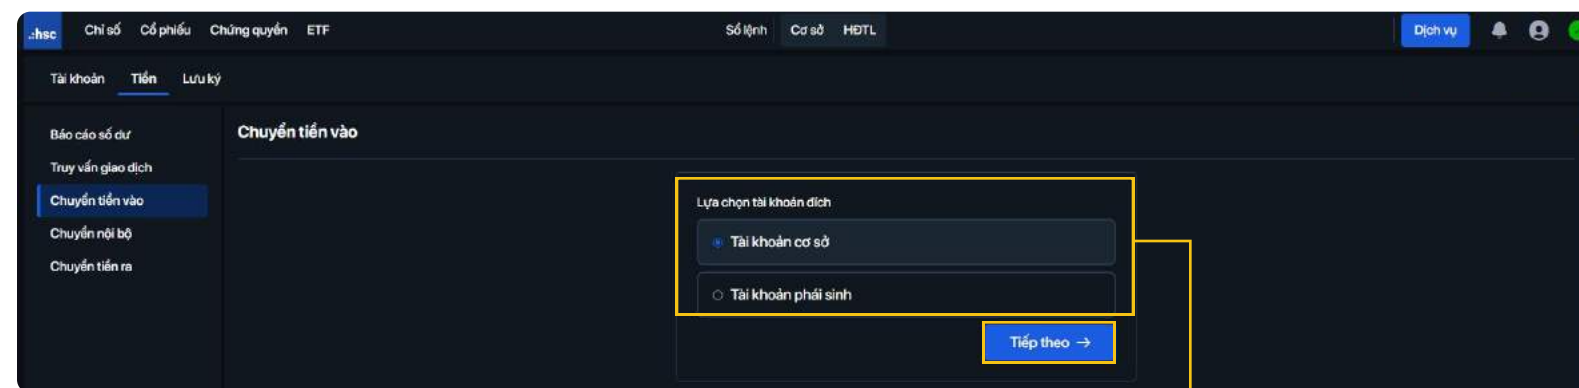 .:hsc Chỉ số Cổ phiếu Chứng quyền ETF Sổ lệnh Cơ sở HĐTL Dịch vụ
Tài khoản Tiền Lưu ký
Báo cáo số dư
Truy vấn giao dịch
Chuyển tiền vào
Chuyển nội bộ
Chuyển tiền ra
Chuyển tiền vào
Lựa chọn tài khoản đích
Tài khoản cơ sở
Tài khoản phái sinh
Tiếp theo →